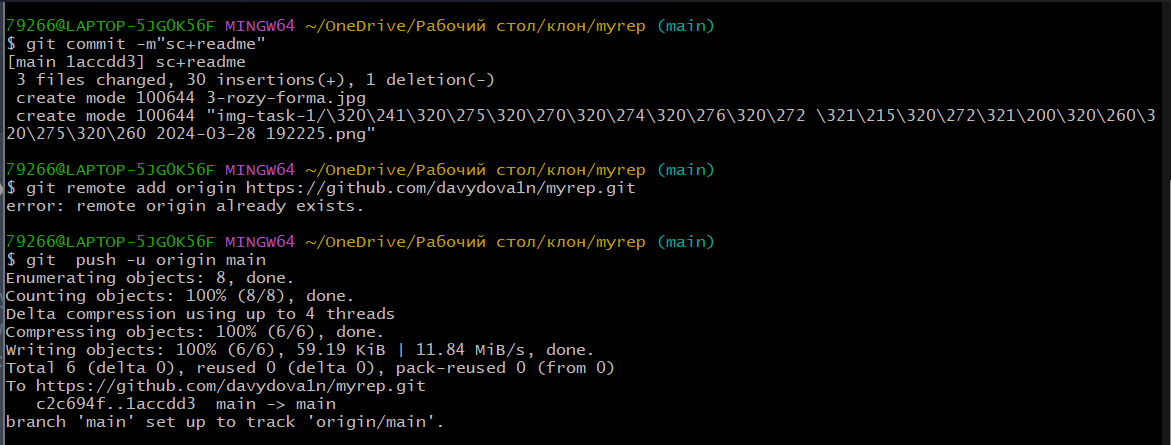 79266@LAPTOP-5JG0K56F MINGW64 ~/OneDrive/Рабочий стол/клон/myrep (main)
$ git commit -m"sc+readme"
[main 1accdd3] sc+readme
 3 files changed, 30 insertions(+), 1 deletion(-)
 create mode 100644 3-rozy-forma.jpg
 create mode 100644 "img-task-1/\320\241\320\275\320\270\320\274\320\276\320\272 \321\215\320\272\321\200\320\260\3
20\275\320\260 2024-03-28 192225.png"
79266@LAPTOP-5JG0K56F MINGW64 ~/OneDrive/Рабочий стол/клон/myrep (main)
$ git remote add origin https://github.com/davydova1n/myrep.git
error: remote origin already exists.
79266@LAPTOP-5JG0K56F MINGW64 ~/OneDrive/Рабочий стол/клон/myrep (main)
$ git  push -u origin main
Enumerating objects: 8, done.
Counting objects: 100% (8/8), done.
Delta compression using up to 4 threads
Compressing objects: 100% (6/6), done.
Writing objects: 100% (6/6), 59.19 KiB | 11.84 MiB/s, done.
Total 6 (delta 0), reused 0 (delta 0), pack-reused 0 (from 0)
To https://github.com/davydova1n/myrep.git
   c2c694f..1accdd3  main -> main
branch 'main' set up to track 'origin/main'.